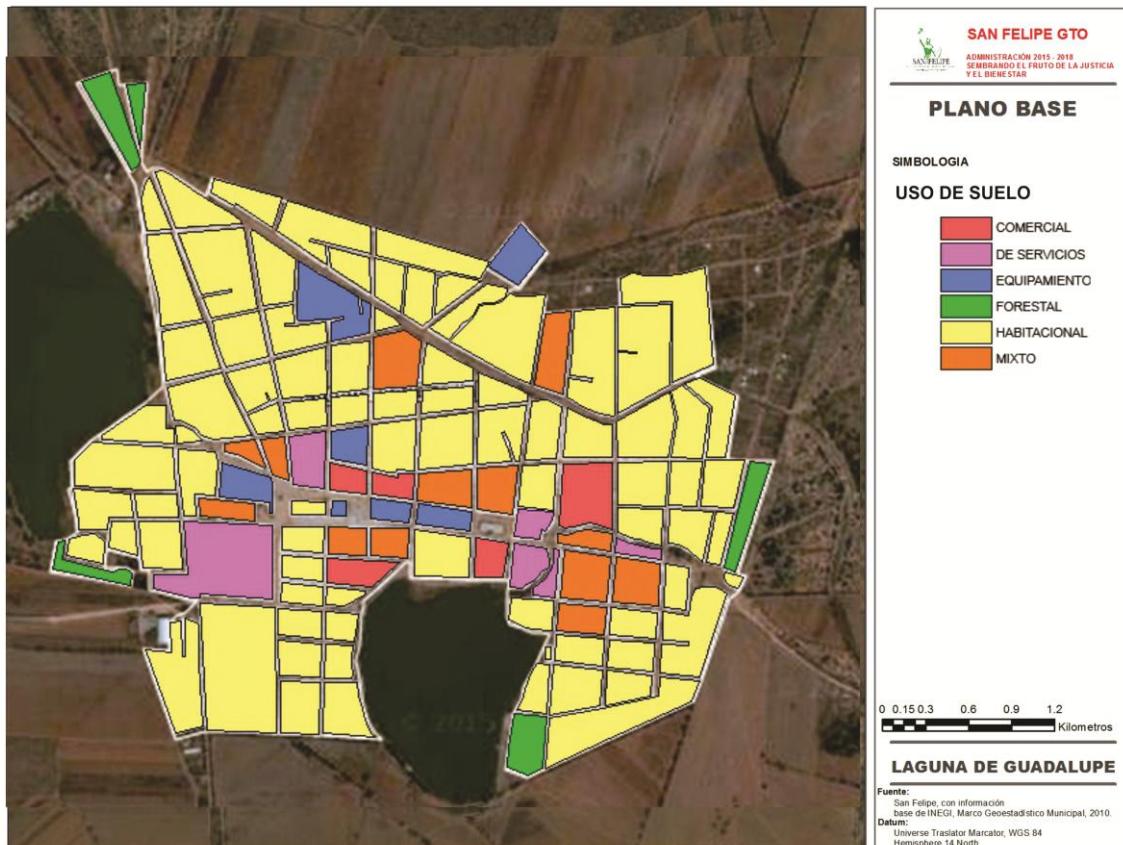 SAN FELIPE
SAN FELIPE GTO
ADMINISTRACIÓN 2015 - 2018
SEMBRANDO EL FRUTO DE LA JUSTICIA
Y EL BIENESTAR
PLANO BASE
SIMBOLOGIA
USO DE SUELO
COMERCIAL
DE SERVICIOS
EQUIPAMIENTO
FORESTAL
HABITACIONAL
MIXTO
0 0.15 0.3 0.6 0.9 1.2
Kilometros
LAGUNA DE GUADALUPE
Fuente:
San Felipe, con información
base de INEGI, Marco Geoestadístico Municipal, 2010.
Datum:
Universe Traslator Marcator, WGS 84
Hemisphere 14 North
© 2015